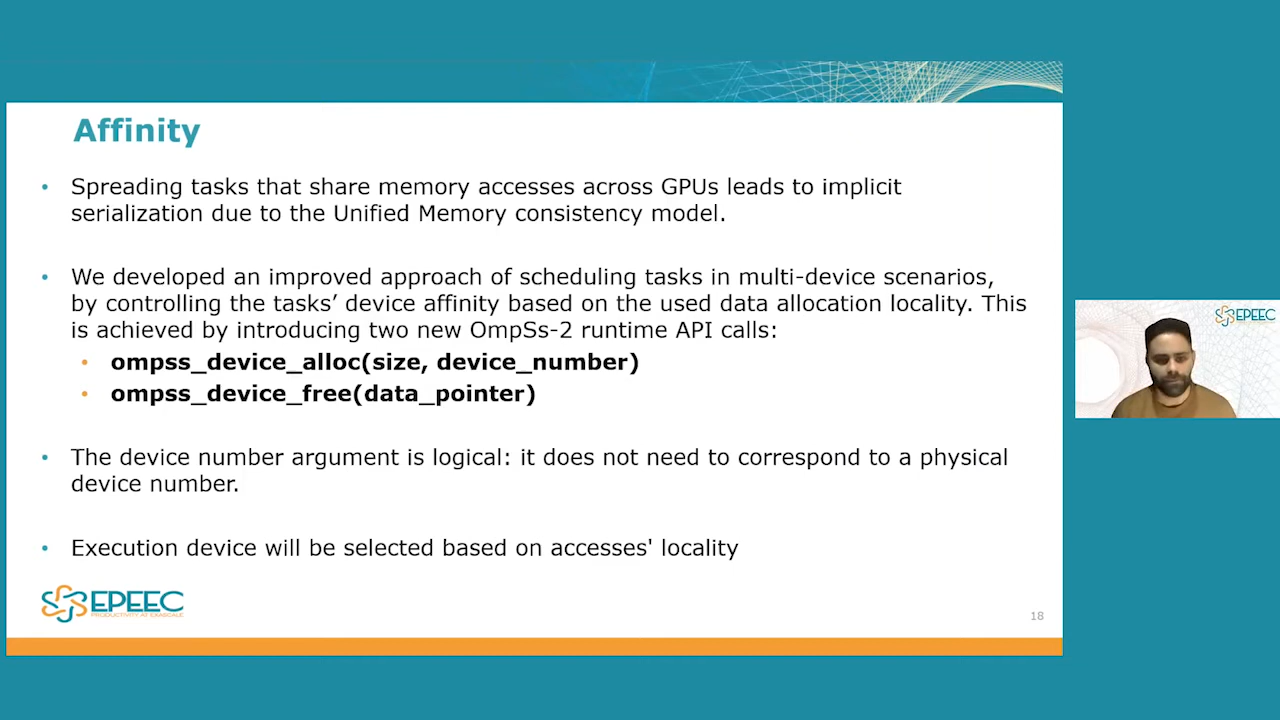 Affinity
• Spreading tasks that share memory accesses across GPUs leads to implicit
serialization due to the Unified Memory consistency model.
• We developed an improved approach of scheduling tasks in multi-device scenarios,
by controlling the tasks’ device affinity based on the used data allocation locality. This
is achieved by introducing two new OmpSs-2 runtime API calls:
• ompss_device_alloc(size, device_number)
• ompss_device_free(data_pointer)
• The device number argument is logical: it does not need to correspond to a physical
device number.
• Execution device will be selected based on accesses' locality
EPEEC
PRODUCTIVITY AT EXASCALE
18
EPEEC